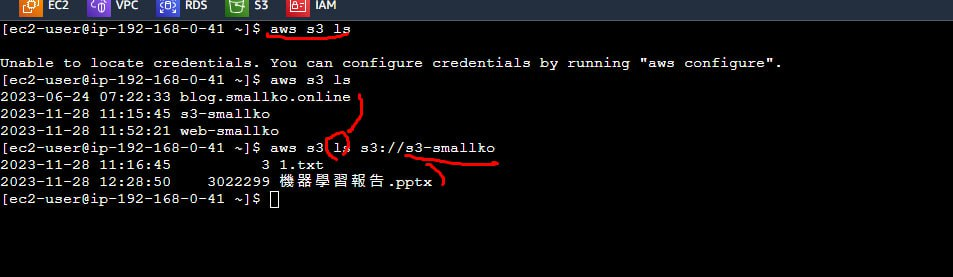 EC2 VPC RDS S3 IAM
[ec2-user@ip-192-168-0-41 ~]$ aws s3 ls
Unable to locate credentials. You can configure credentials by running "aws configure".
[ec2-user@ip-192-168-0-41 ~]$ aws s3 ls
2023-06-24 07:22:33 blog.smallko.online
2023-11-28 11:15:45 s3-smallko
2023-11-28 11:52:21 web-smallko
[ec2-user@ip-192-168-0-41 ~]$ aws s3 ls s3://s3-smallko
2023-11-28 11:16:45 3 1.txt
2023-11-28 12:28:50 3022299 機器學習報告.pptx
[ec2-user@ip-192-168-0-41 ~]$